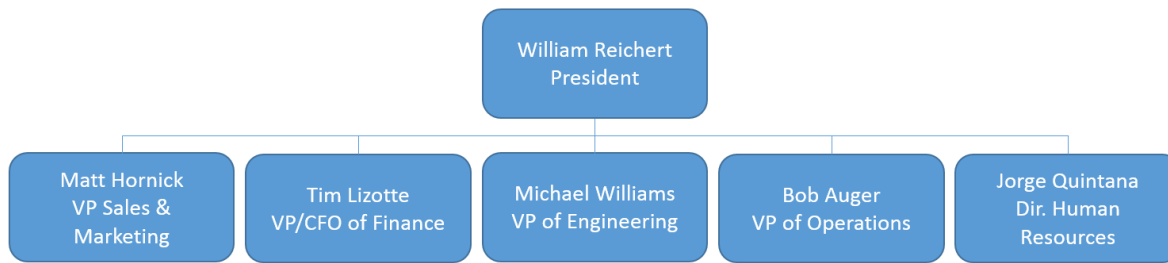 William Reichert
President
Matt Hornick
VP Sales &
Marketing
Tim Lizotte
VP/CFO of Finance
Michael Williams
VP of Engineering
Bob Auger
VP of Operations
Jorge Quintana
Dir. Human
Resources